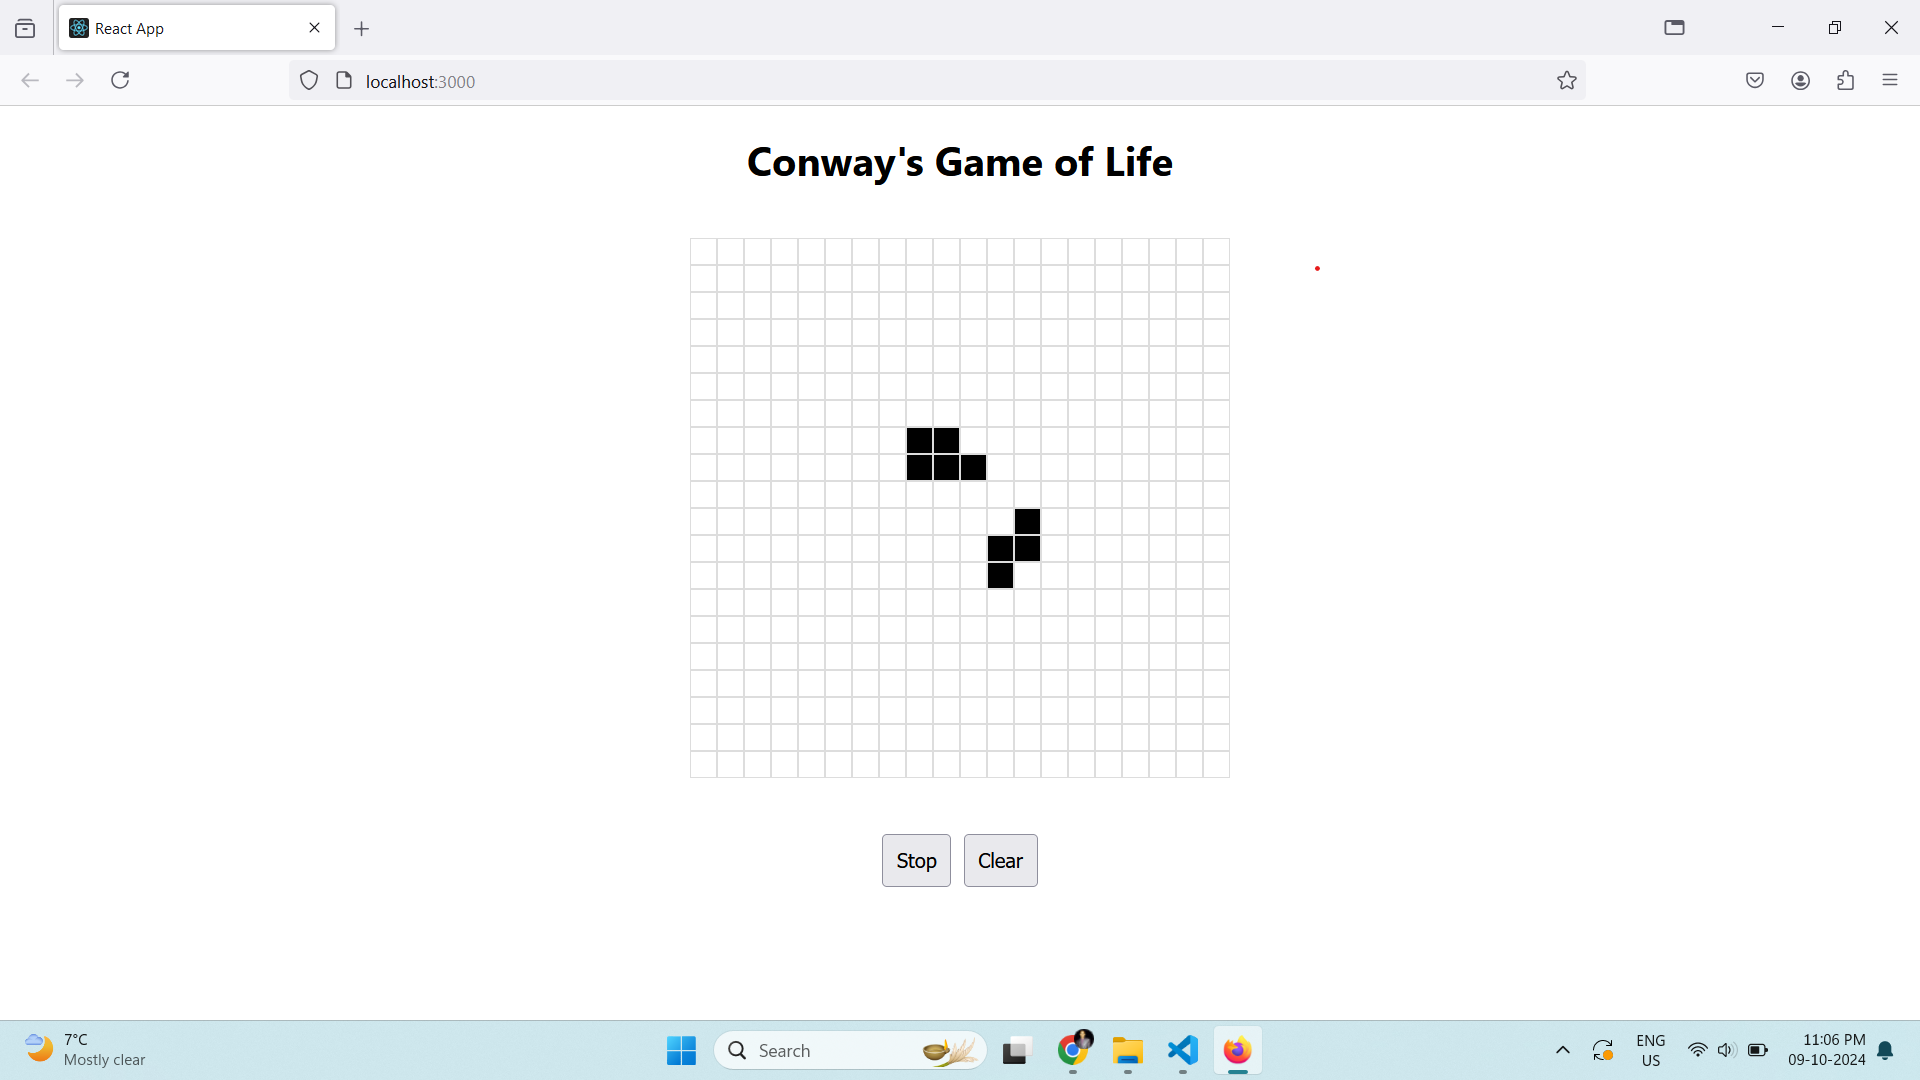 React App
localhost:3000
Conway's Game of Life
Stop
Clear
7°C
Mostly clear
Search
ENG
US
11:06 PM
09-10-2024